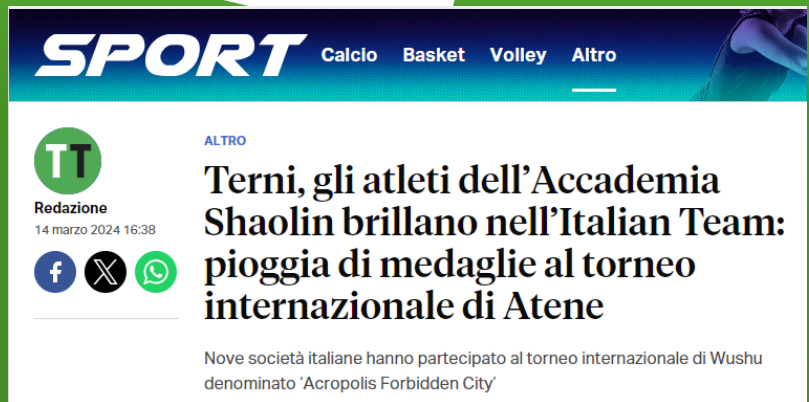 SPORT
Calcio Basket Volley Altro
TT
Redazione
14 marzo 2024 16:38
ALTRO
Terni, gli atleti dell’Accademia
Shaolin brillano nell’Italian Team:
pioggia di medaglie al torneo
internazionale di Atene
Nove società italiane hanno partecipato al torneo internazionale di Wushu
denominato ‘Acropolis Forbidden City’